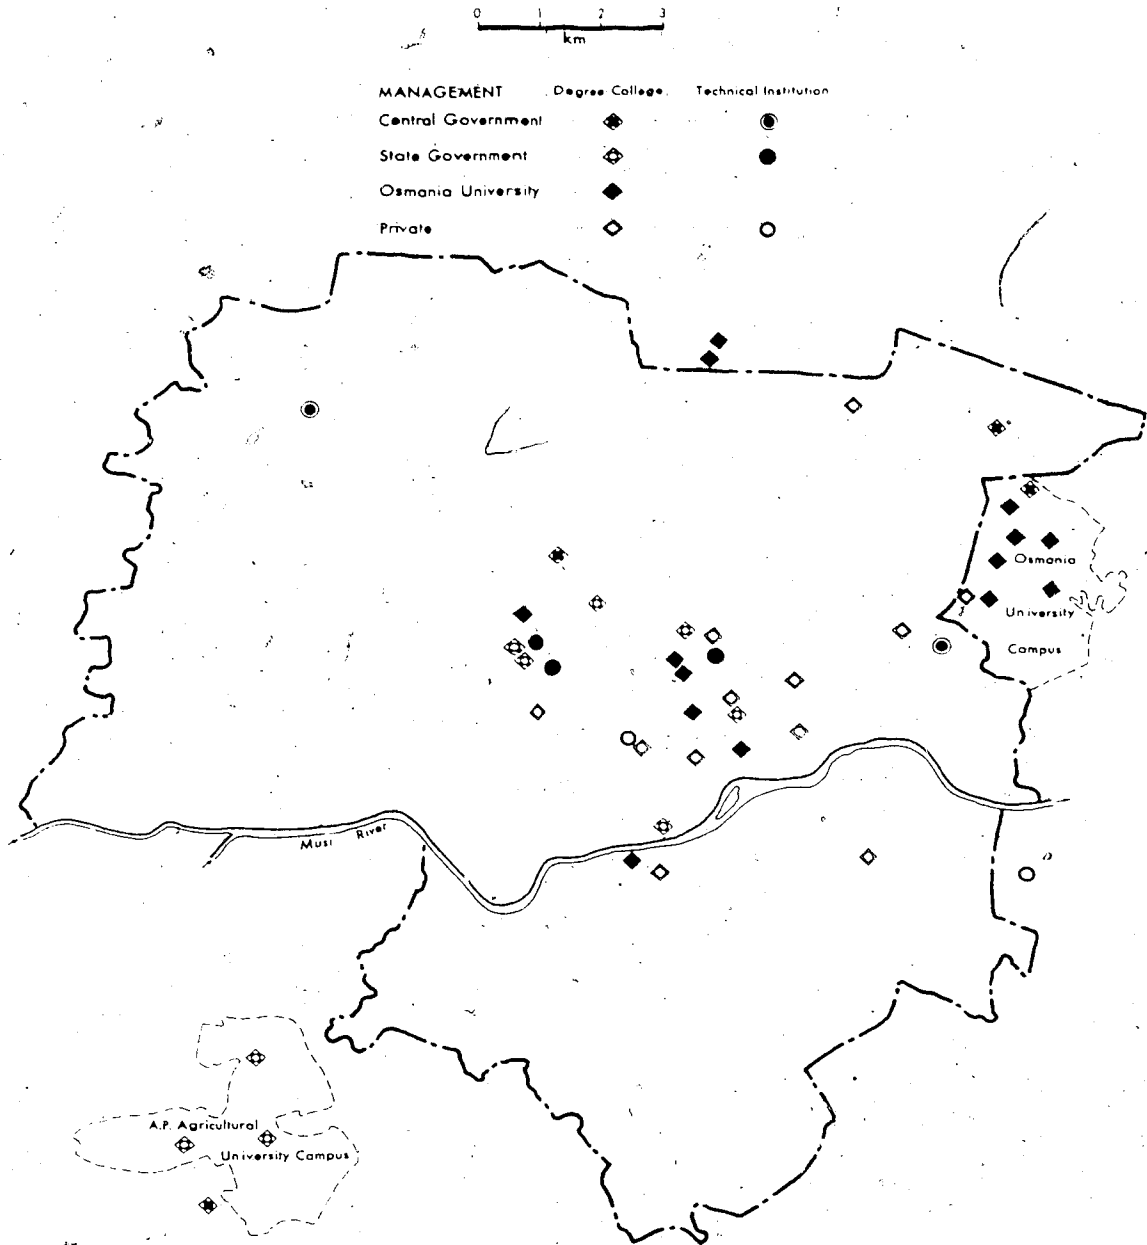 0 1 2 3
km
MANAGEMENT Degree College Technical Institution
Central Government
State Government
Osmania University
Private
Osmania
University
Campus
Musi River
A.P. Agricultural
University Campus